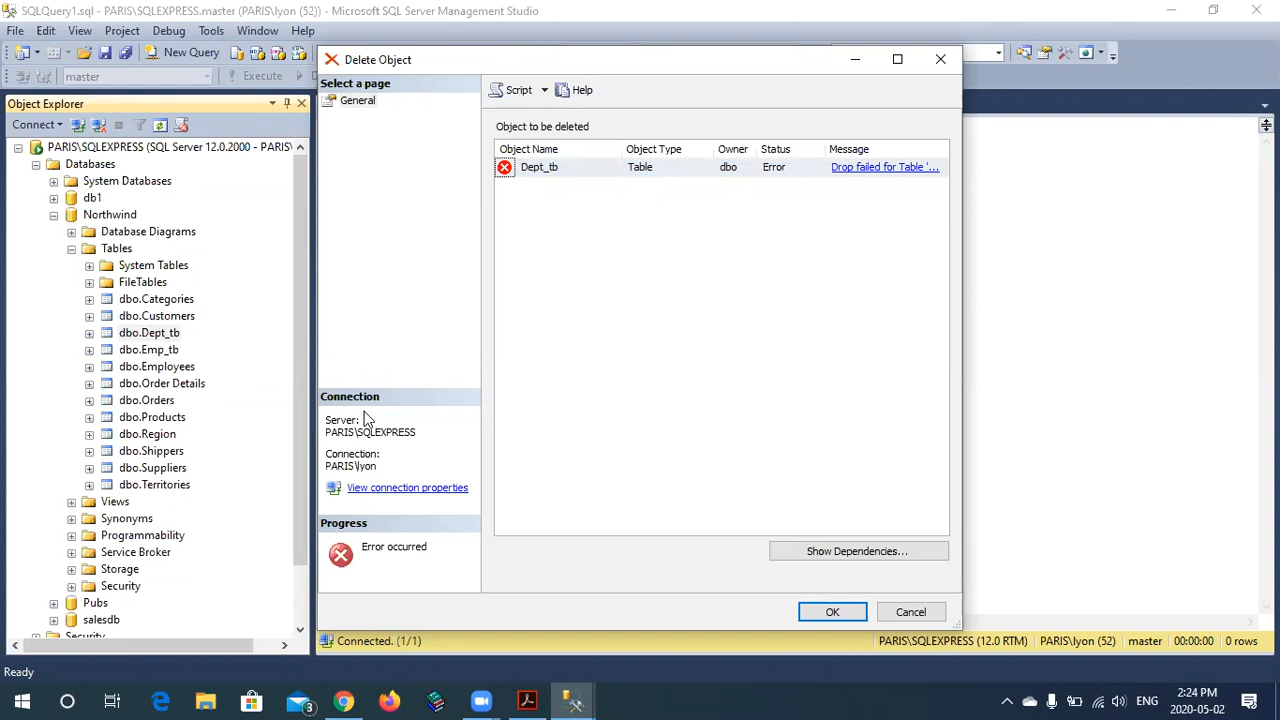 SQLQuery1.sql - PARIS\SQLEXPRESS.master (PARIS\lyon (52)) - Microsoft SQL Server Management Studio
File Edit View Project Debug Tools Window Help
New Query
master Execute
Object Explorer
Connect
PARIS\SQLEXPRESS (SQL Server 12.0.2000 - PARIS\
Databases
System Databases
db1
Northwind
Database Diagrams
Tables
System Tables
FileTables
dbo.Categories
dbo.Customers
dbo.Dept_tb
dbo.Emp_tb
dbo.Employees
dbo.Order Details
dbo.Orders
dbo.Products
dbo.Region
dbo.Shippers
dbo.Suppliers
dbo.Territories
Views
Synonyms
Programmability
Service Broker
Storage
Security
Pubs
salesdb
Security
Delete Object
Select a page
General
Script Help
Object to be deleted
Object Name Object Type Owner Status Message
Dept_tb Table dbo Error Drop failed for Table '...
Connection
Server:
PARIS\SQLEXPRESS
Connection:
PARIS\lyon
View connection properties
Progress
Error occurred
Show Dependencies...
OK Cancel
Connected. (1/1) PARIS\SQLEXPRESS (12.0 RTM) PARIS\lyon (52) master 00:00:00 0 rows
Ready
3
ENG
2:24 PM
2020-05-02